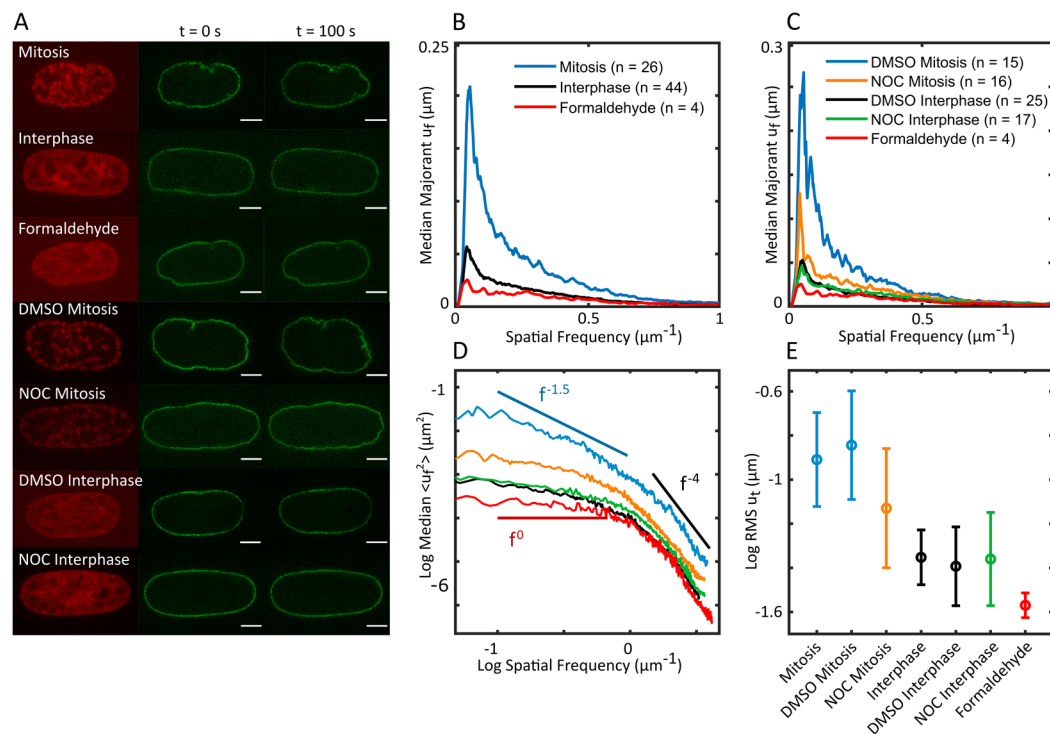 A
t = 0 s
t = 100 s
Mitosis
Interphase
Formaldehyde
DMSO Mitosis
NOC Mitosis
DMSO Interphase
NOC Interphase
B
0.25
Median Majorant uf (µm)
0
Mitosis (n = 26)
Interphase (n = 44)
Formaldehyde (n = 4)
0
0.5
1
Spatial Frequency (µm-1)
C
0.3
Median Majorant uf (µm)
0
DMSO Mitosis (n = 15)
NOC Mitosis (n = 16)
DMSO Interphase (n = 25)
NOC Interphase (n = 17)
Formaldehyde (n = 4)
0
0.5
Spatial Frequency (µm-1)
D
-1
Log Median <uf2> (µm2)
-6
f-1.5
f-4
f0
-1
0
Log Spatial Frequency (µm-1)
E
-0.6
-1
-1.6
Log RMS ut (µm)
Mitosis
DMSO Mitosis
NOC Mitosis
Interphase
DMSO Interphase
NOC Interphase
Formaldehyde